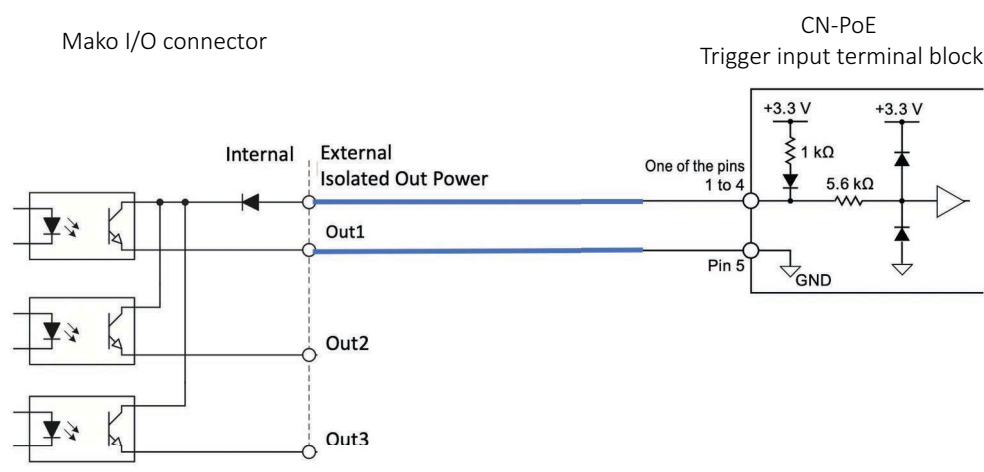 Mako I/O connector
CN-PoE
Trigger input terminal block
+3.3 V
+3.3 V
1 kΩ
Internal
External
Isolated Out Power
One of the pins
1 to 4
5.6 kΩ
Out1
Pin 5
GND
Out2
Out3